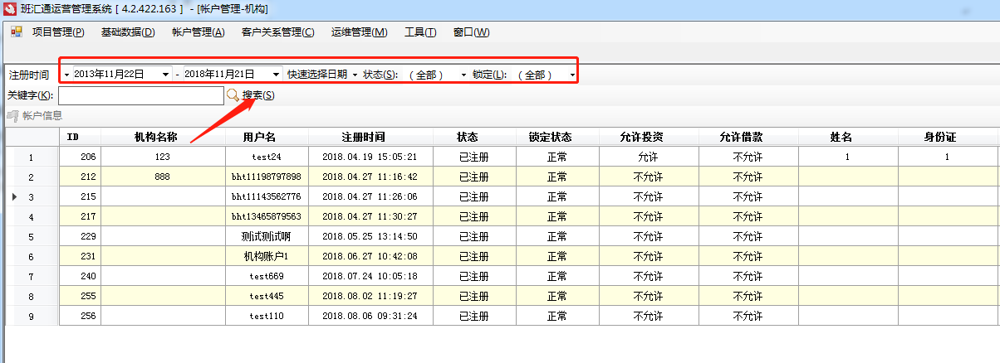 班汇通运营管理系统 [ 4.2.422.163 ] - [帐户管理-机构]
项目管理(P) 基础数据(D) 帐户管理(A) 客户关系管理(C) 运维管理(M) 工具(T) 窗口(W)
注册时间 2013年11月22日 - 2018年11月21日 快速选择日期 状态(S): （全部） 锁定(L): （全部）
关键字(K): 搜索(S)
帐户信息
ID 机构名称 用户名 注册时间 状态 锁定状态 允许投资 允许借款 姓名 身份证
1 206 123 test24 2018.04.19 15:05:21 已注册 正常 允许 不允许 1 1
2 212 888 bht11198797898 2018.04.27 11:16:42 已注册 正常 不允许 不允许
3 215 bht11143562776 2018.04.27 11:26:06 已注册 正常 不允许 不允许
4 217 bht13465879563 2018.04.27 11:30:27 已注册 正常 不允许 不允许
5 229 测试测试啊 2018.05.25 13:14:50 已注册 正常 不允许 不允许
6 231 机构账户1 2018.06.27 10:42:08 已注册 正常 不允许 不允许
7 240 test669 2018.07.24 10:05:18 已注册 正常 不允许 不允许
8 255 test445 2018.08.02 11:19:27 已注册 正常 不允许 不允许
9 256 test110 2018.08.06 09:31:24 已注册 正常 不允许 不允许